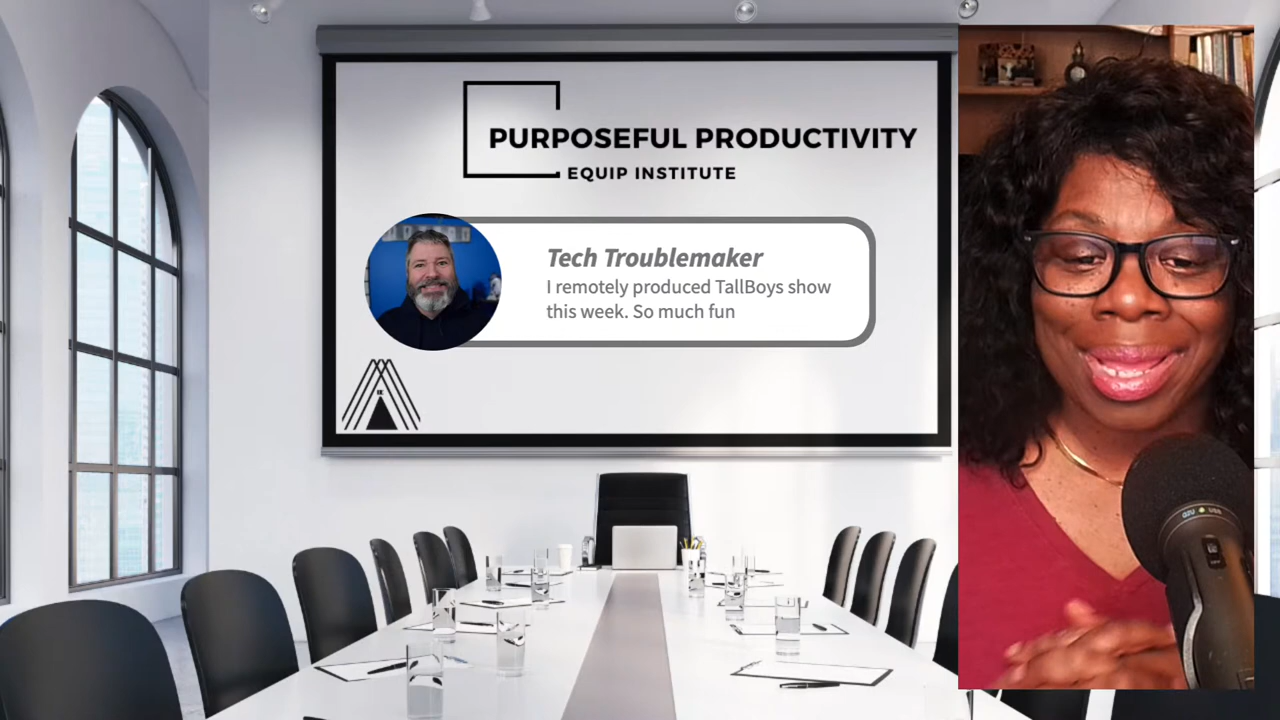 PURPOSEFUL PRODUCTIVITY
EQUIP INSTITUTE
Tech Troublemaker
I remotely produced TallBoys show
this week. So much fun